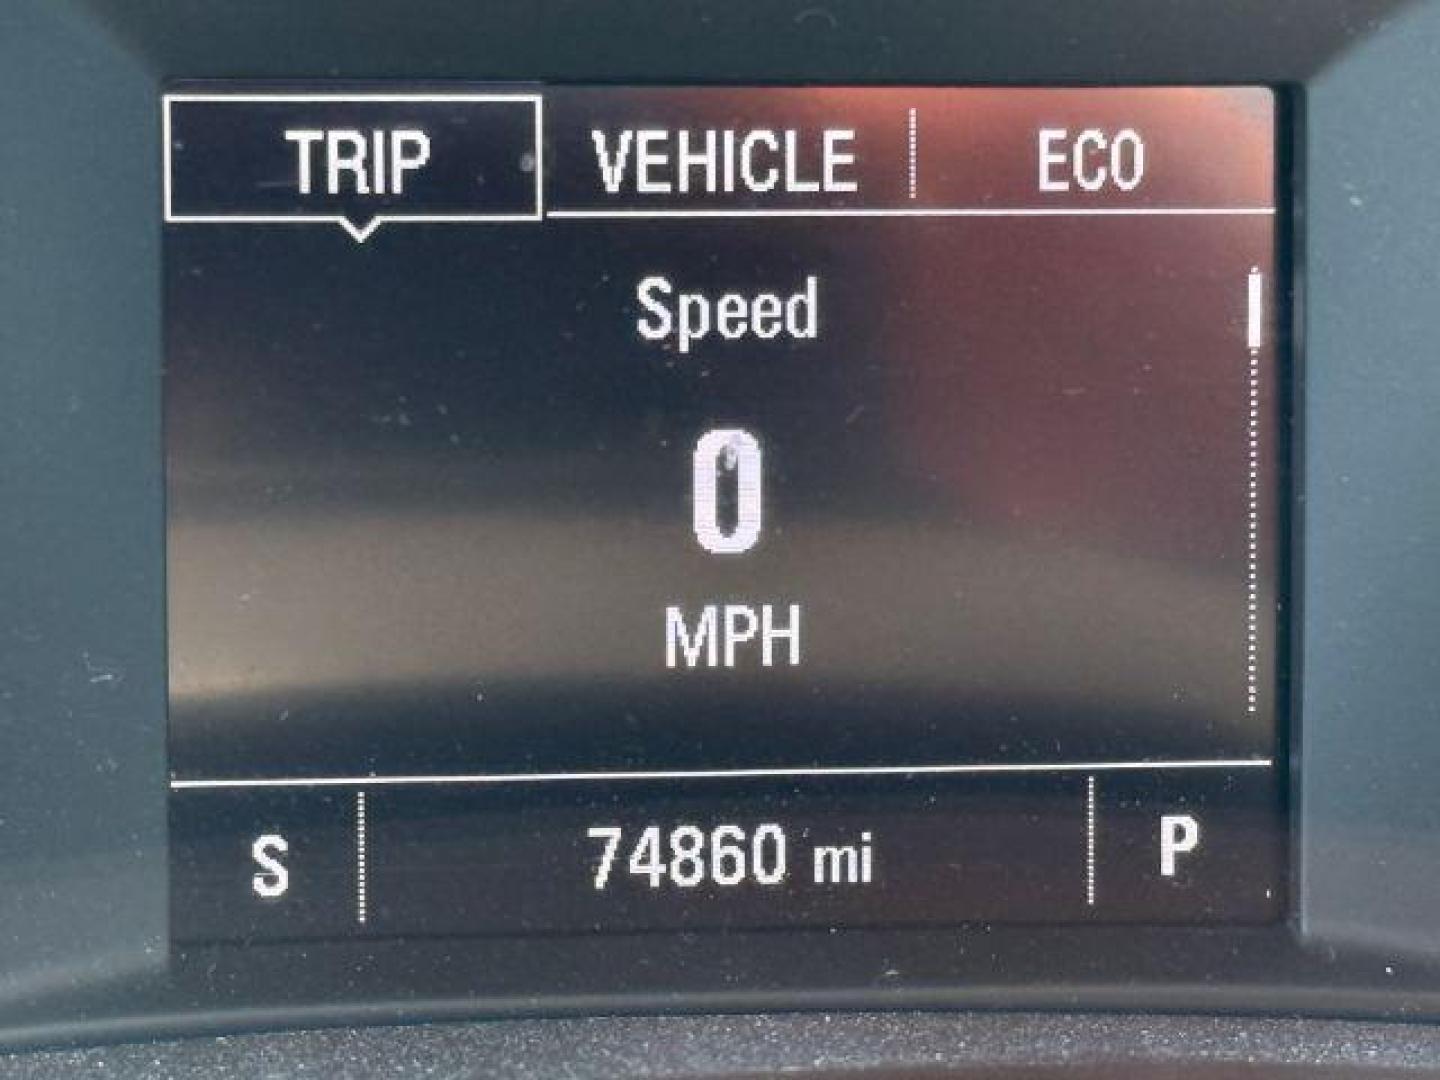 TRIP VEHICLE ECO
Speed
0
MPH
S 74860 mi P